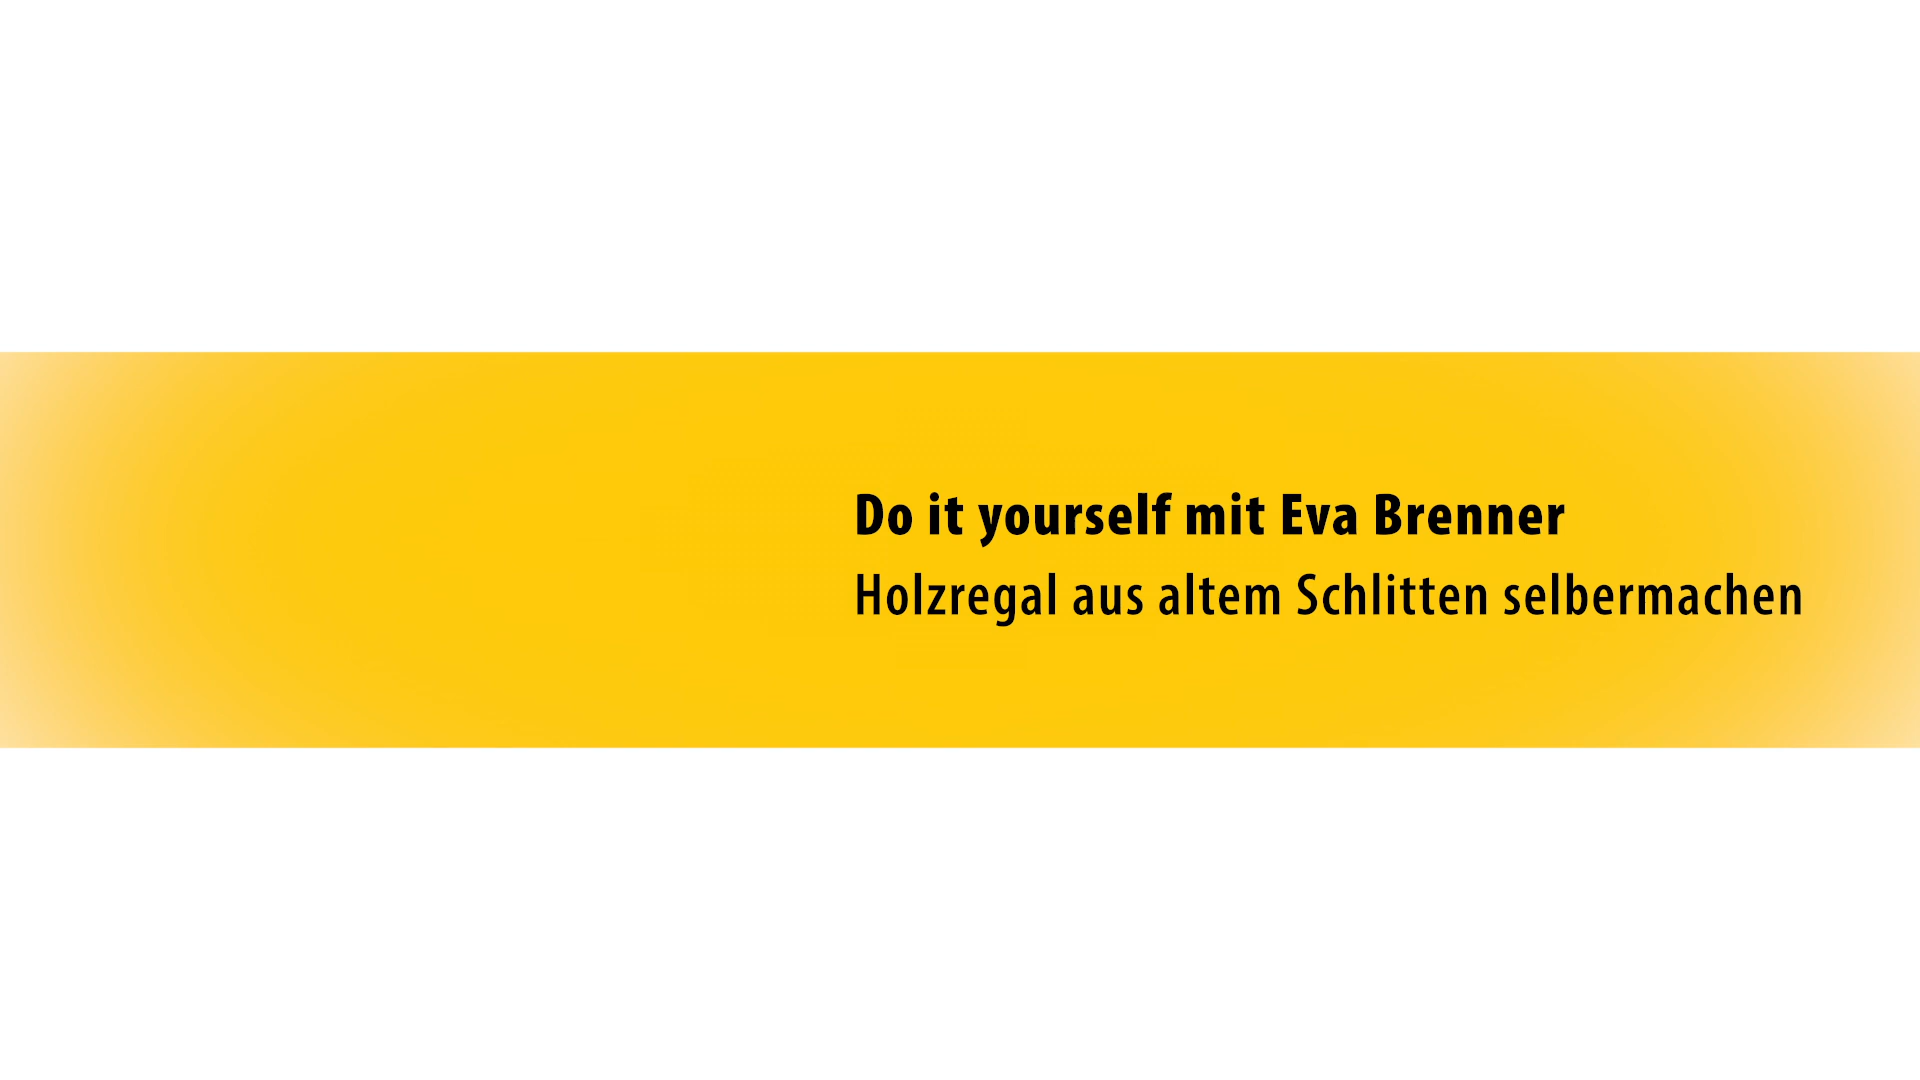 Do it yourself mit Eva Brenner
Holzregal aus altem Schlitten selbermachen